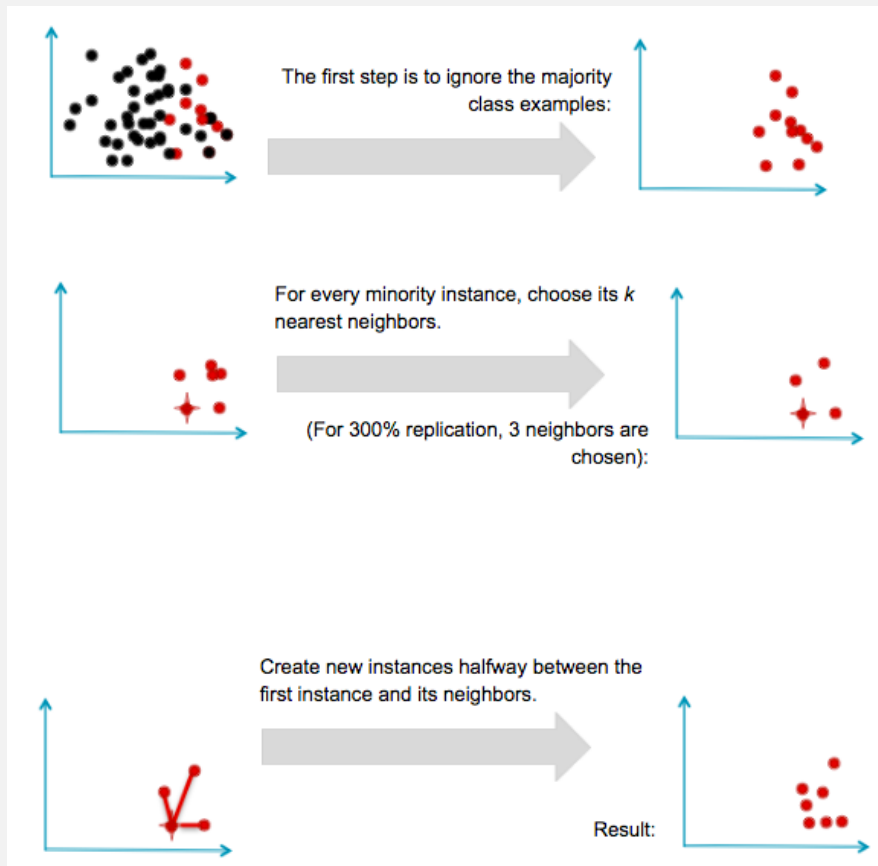 The first step is to ignore the majority
class examples:
For every minority instance, choose its k
nearest neighbors.
(For 300% replication, 3 neighbors are
chosen):
Create new instances halfway between the
first instance and its neighbors.
Result: